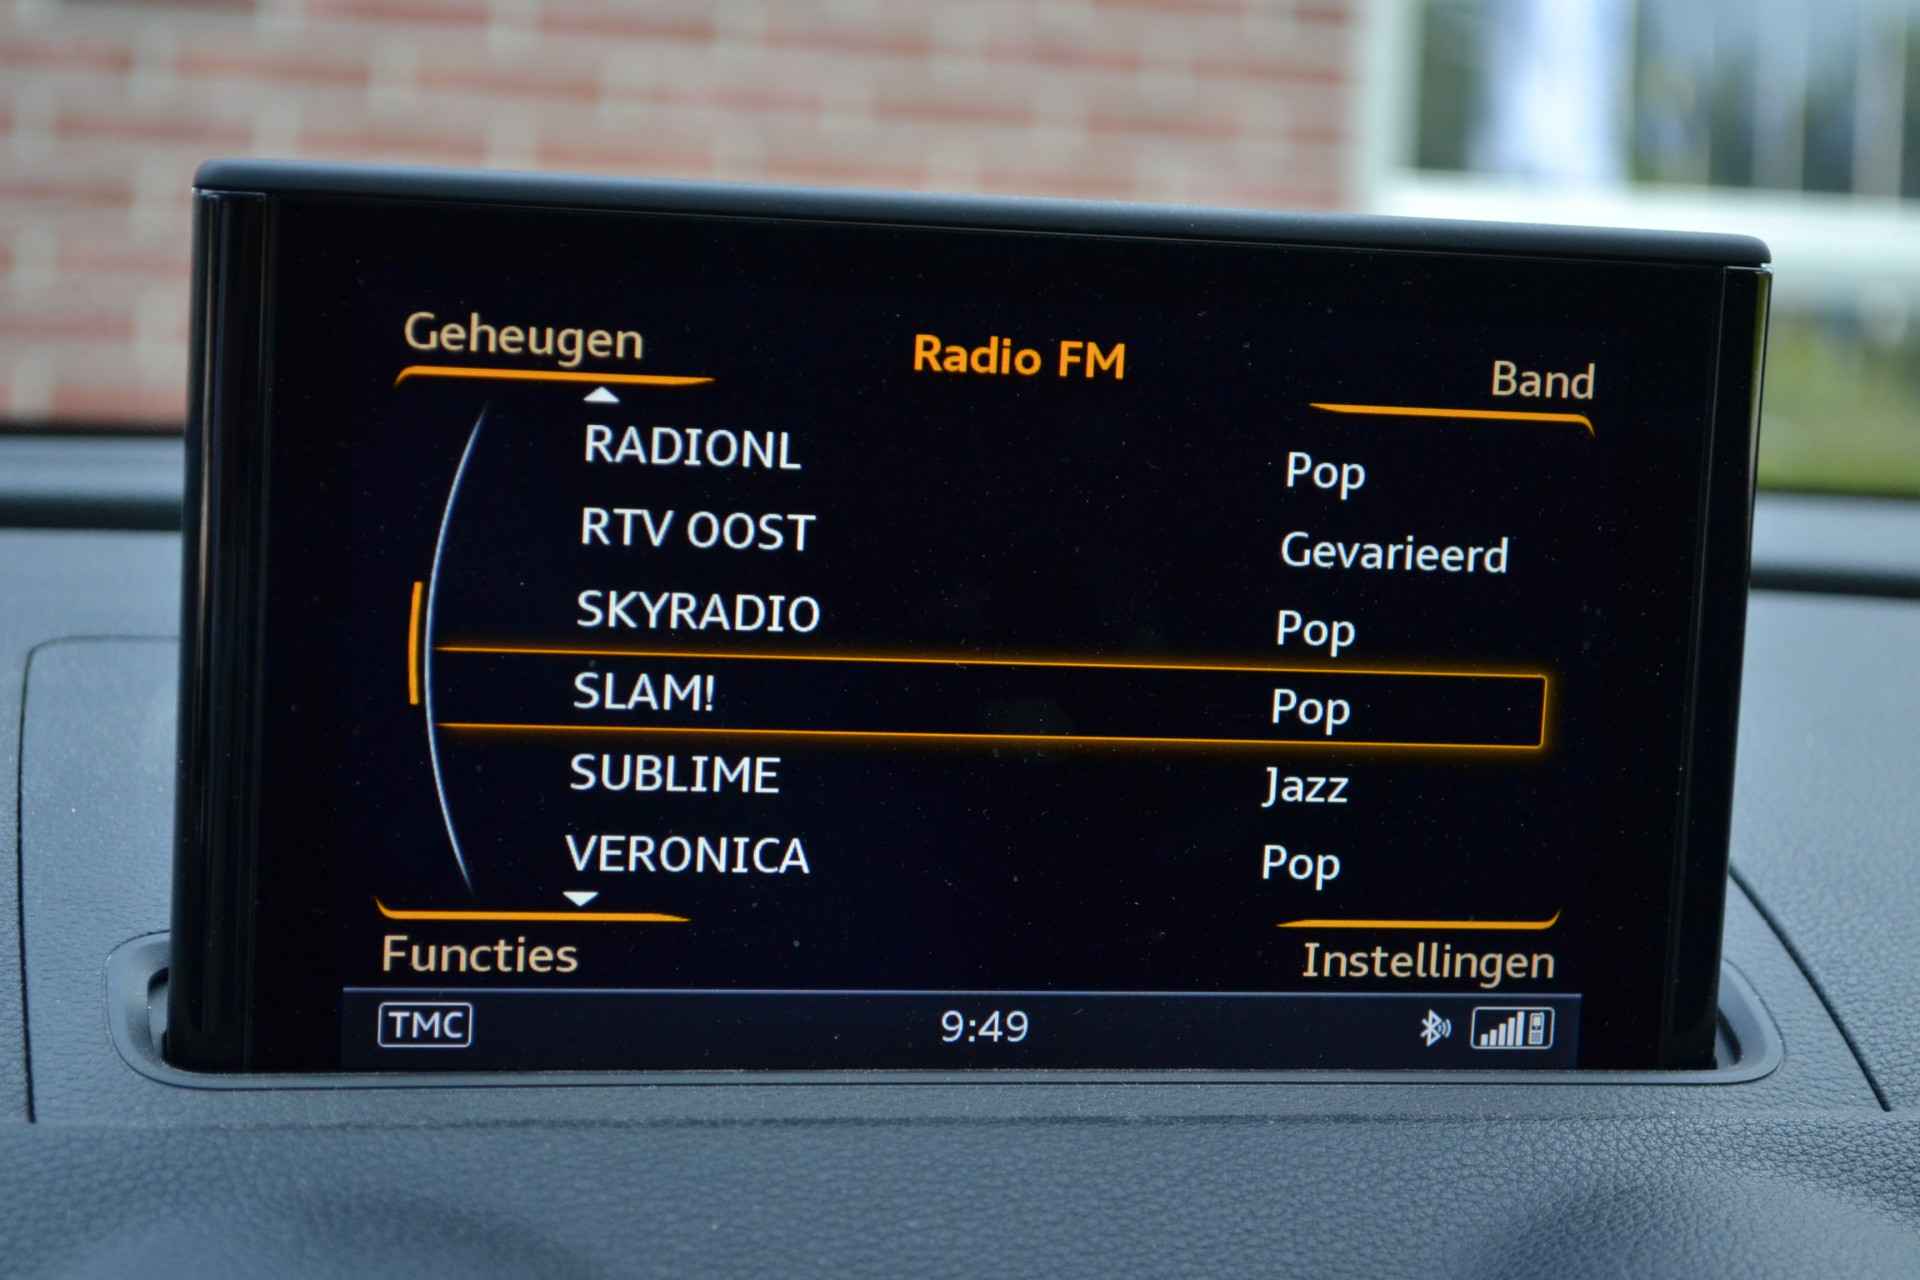 Geheugen Radio FM Band
RADIONL Pop
RTV OOST Gevarieerd
SKYRADIO Pop
SLAM! Pop
SUBLIME Jazz
VERONICA Pop
Functies Instellingen
TMC 9:49